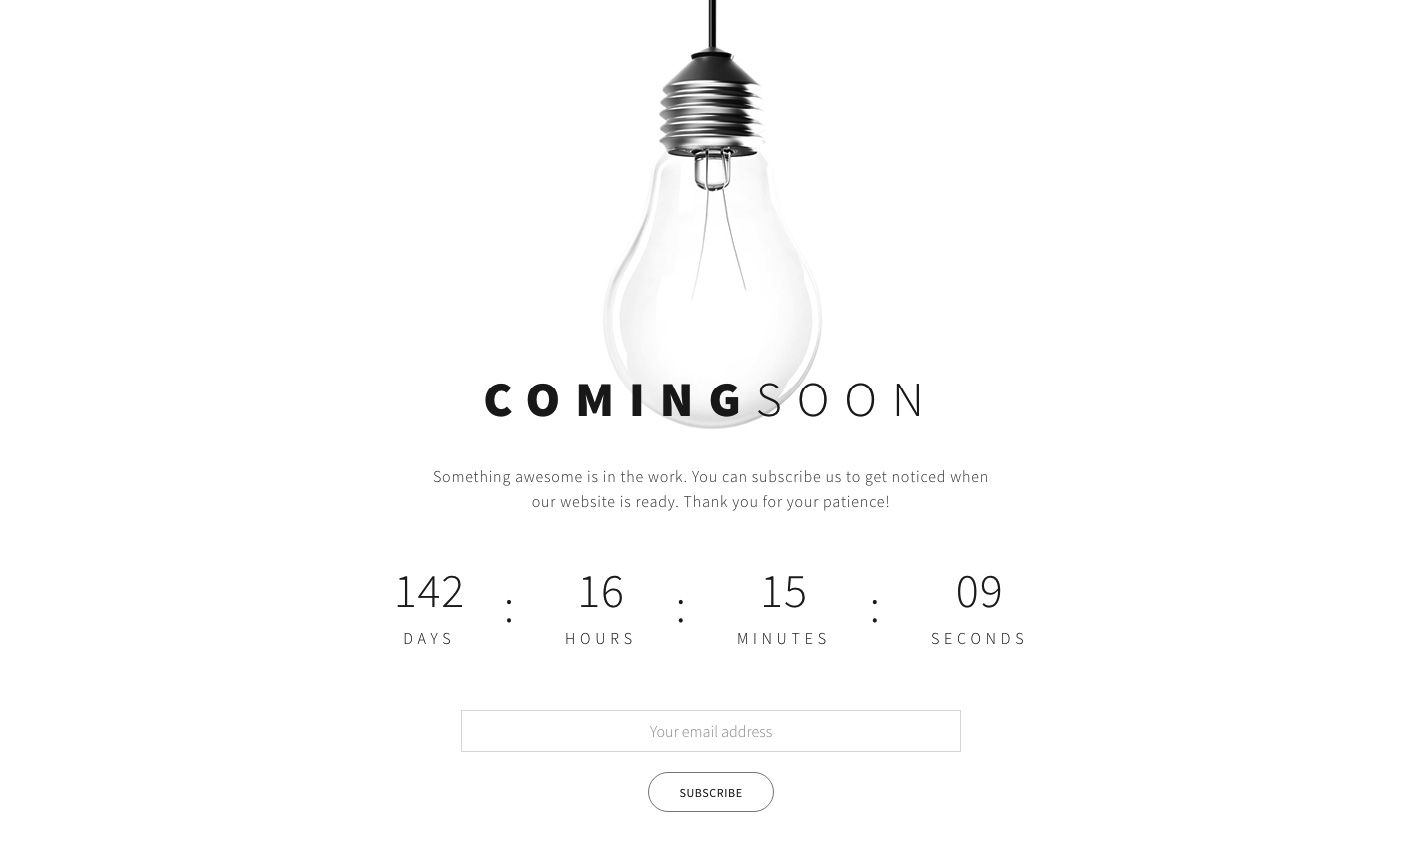 COMINGSOON
Something awesome is in the work. You can subscribe us to get noticed when
our website is ready. Thank you for your patience!
142 : 16 : 15 : 09
DAYS HOURS MINUTES SECONDS
Your email address
SUBSCRIBE